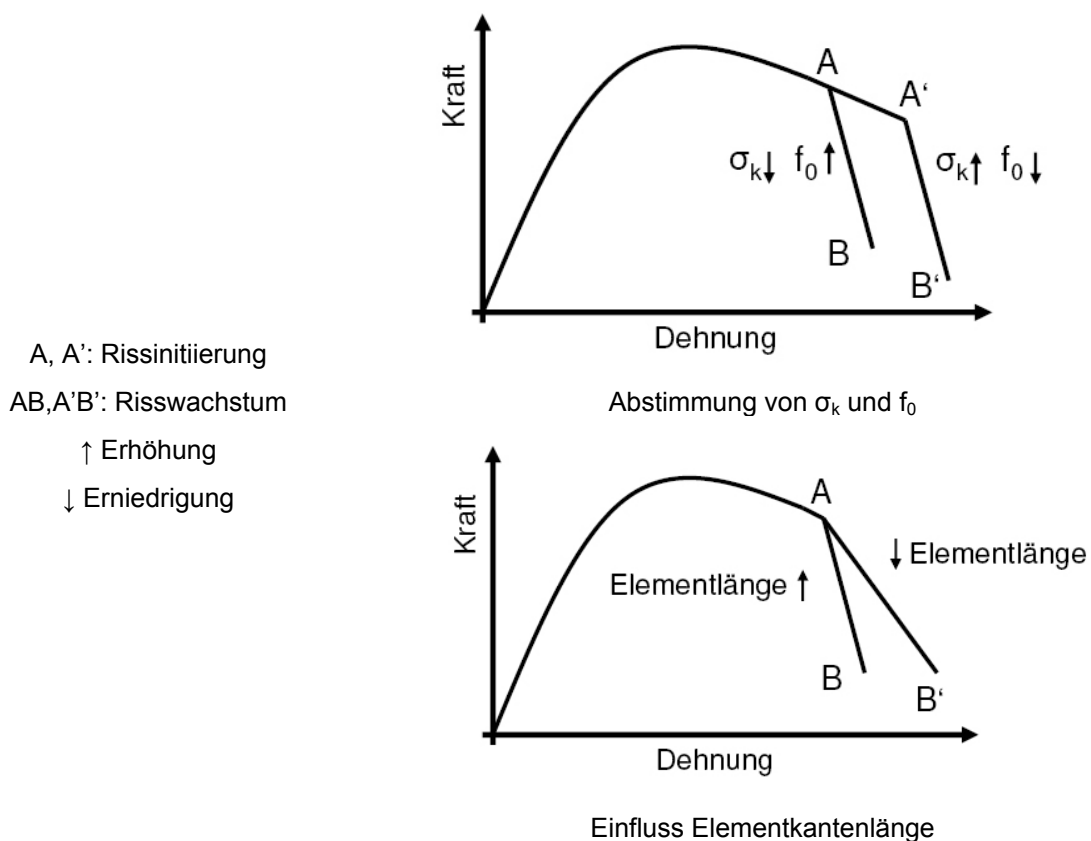 Kraft
A
A‘
σk↓ f0↑
σk↑ f0↓
B
B‘
Dehnung
A, A’: Rissinitiierung
AB,A’B’: Risswachstum
↑ Erhöhung
↓ Erniedrigung
Abstimmung von σk und f0
Kraft
A
↓ Elementlänge
Elementlänge ↑
B
B‘
Dehnung
Einfluss Elementkantenlänge